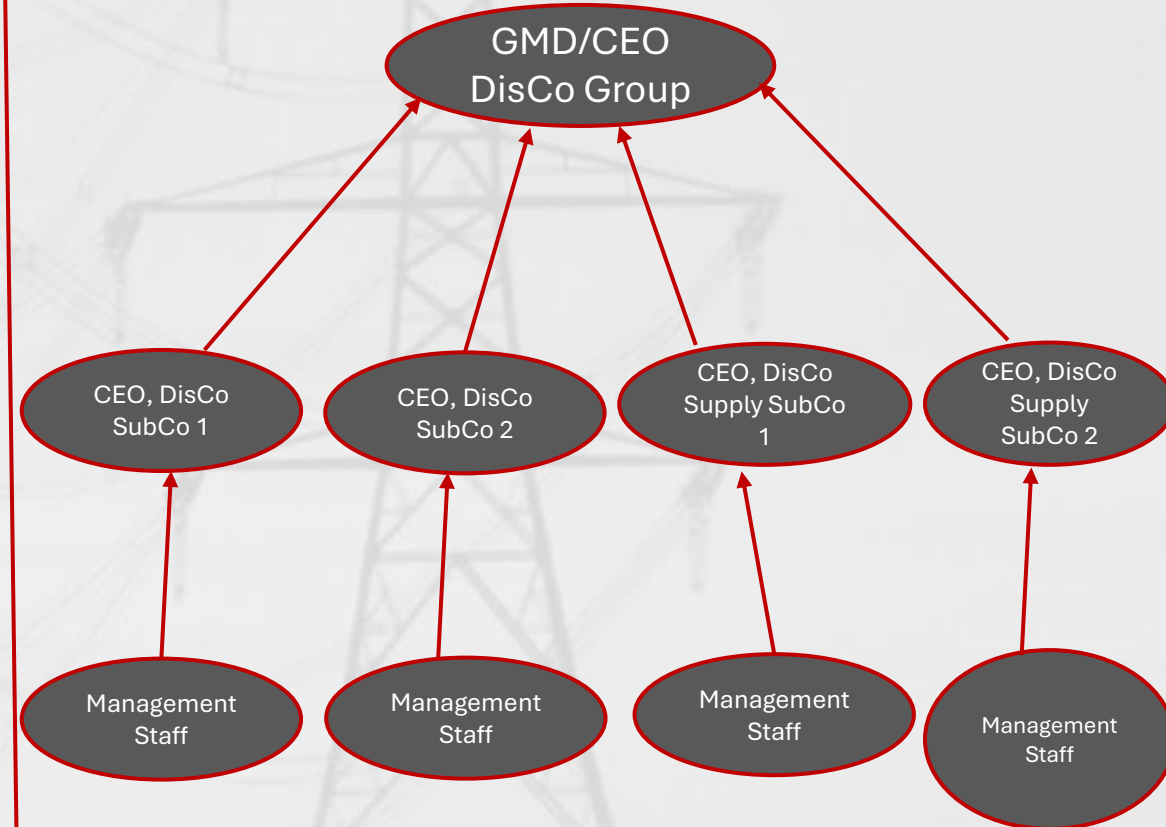 GMD/CEO
DisCo Group
CEO, DisCo
SubCo 1
CEO, DisCo
SubCo 2
CEO, DisCo
Supply SubCo
1
CEO, DisCo
Supply
SubCo 2
Management
Staff
Management
Staff
Management
Staff
Management
Staff